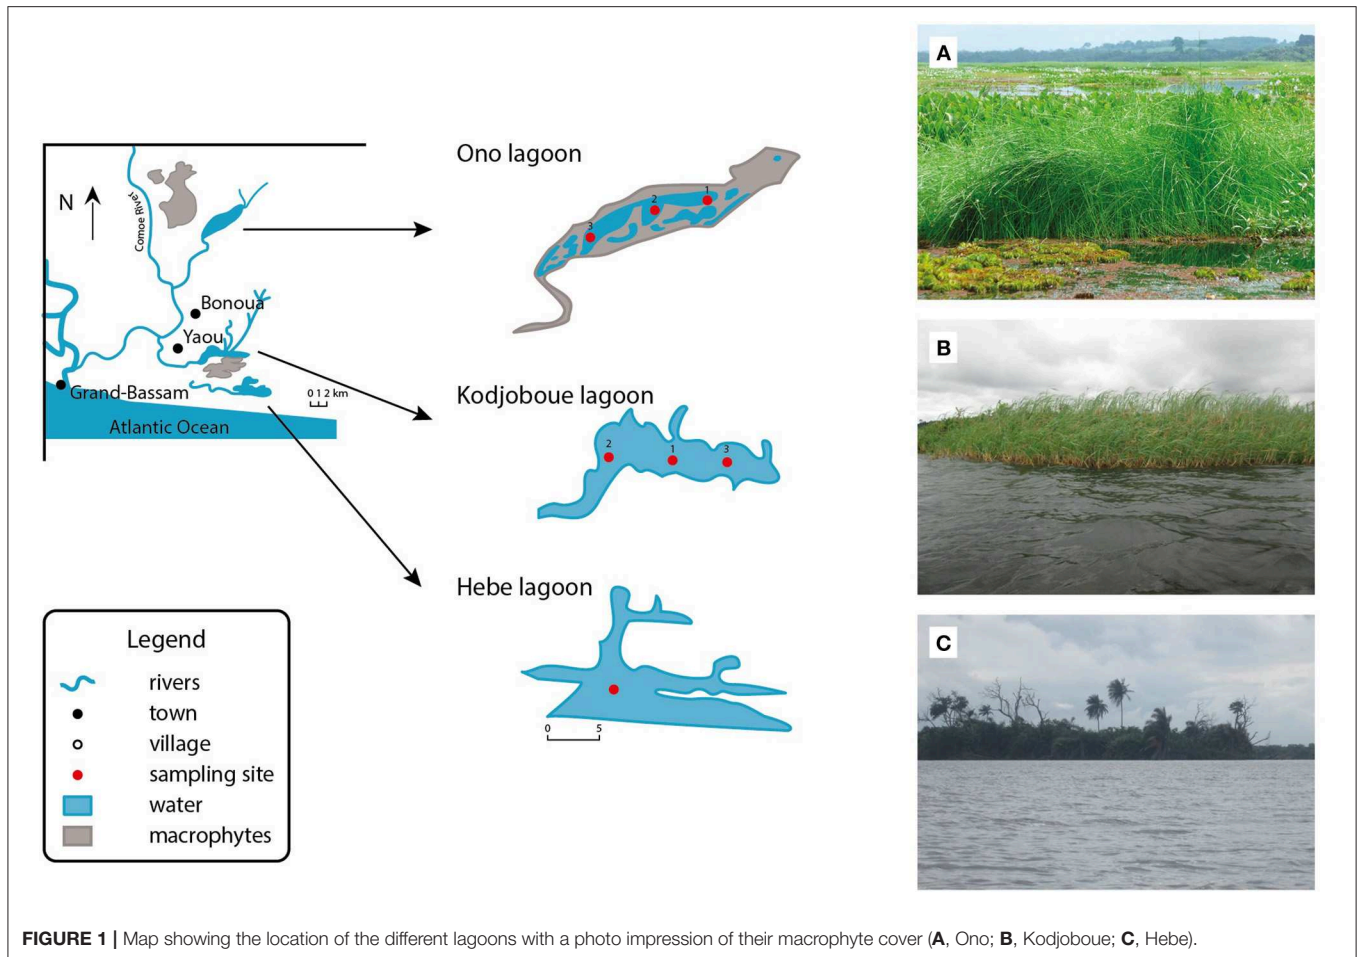 N
Comoe River
Bonoua
Yaou
Grand-Bassam
0 1 2 km
Atlantic Ocean
Ono lagoon
1
2
3
Kodjoboue lagoon
2
1
3
Hebe lagoon
0 5
Legend
rivers
town
village
sampling site
water
macrophytes
A
B
C
FIGURE 1 | Map showing the location of the different lagoons with a photo impression of their macrophyte cover (A, Ono; B, Kodjoboue; C, Hebe).